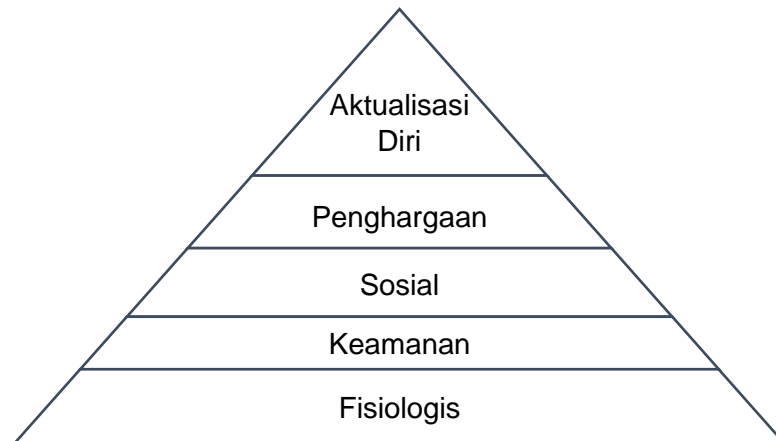 Aktualisasi
Diri
Penghargaan
Sosial
Keamanan
Fisiologis